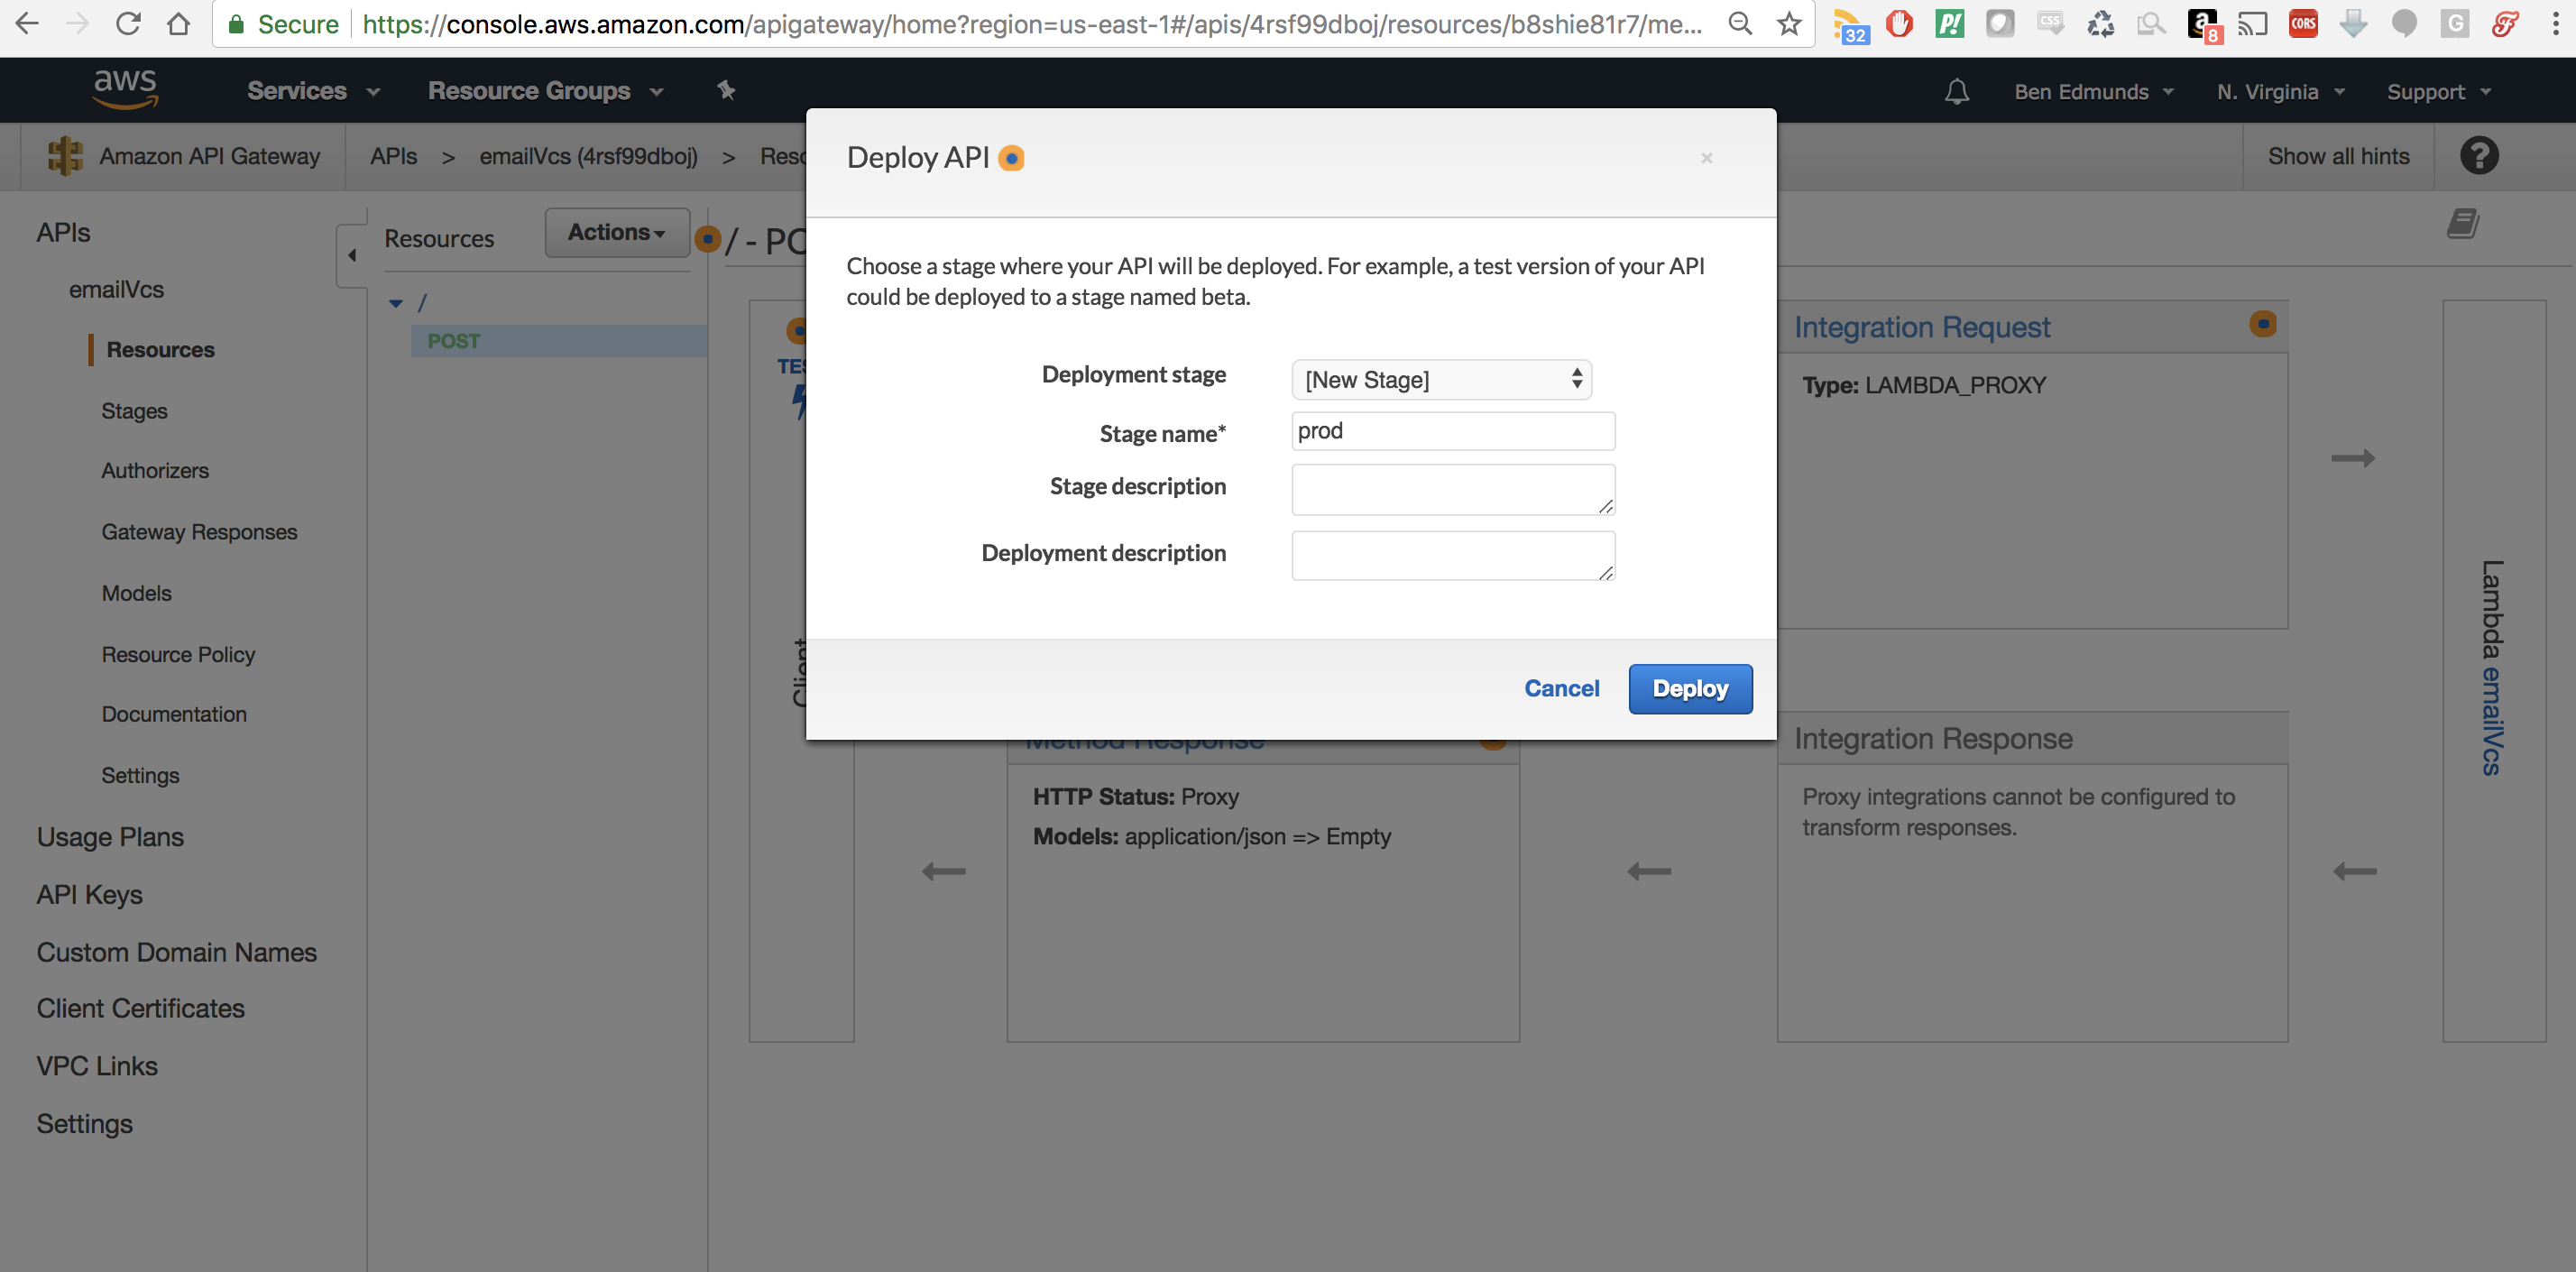 Secure https://console.aws.amazon.com/apigateway/home?region=us-east-1#/apis/4rsf99dboj/resources/b8shie81r7/me...
32
P!
CSS
a
8
CORS
G
F
aws
Services
Resource Groups
Ben Edmunds
N. Virginia
Support
Amazon API Gateway
APIs > emailVcs (4rsf99dboj) >
Show all hints
?
APIs
emailVcs
Resources
Stages
Authorizers
Gateway Responses
Models
Resource Policy
Documentation
Settings
Usage Plans
API Keys
Custom Domain Names
Client Certificates
VPC Links
Settings
Resources
Actions
/
POST
/ - PO
Client
Deploy API
×
Choose a stage where your API will be deployed. For example, a test version of your API
could be deployed to a stage named beta.
Deployment stage
[New Stage]
Stage name*
prod
Stage description
Deployment description
Cancel
Deploy
Integration Request
Type: LAMBDA_PROXY
Method Response
HTTP Status: Proxy
Models: application/json => Empty
Integration Response
Proxy integrations cannot be configured to
transform responses.
Lambda emailVcs